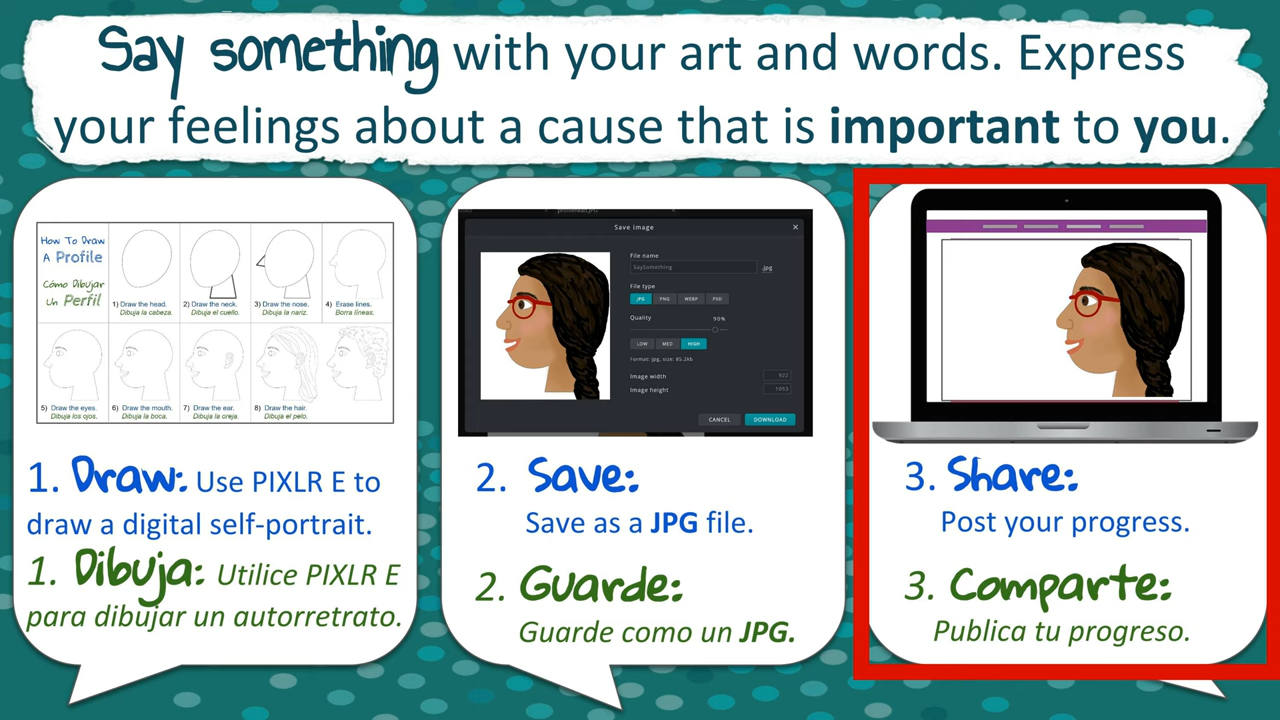 Say something with your art and words. Express
your feelings about a cause that is important to you.
How To Draw
A Profile
Cómo Dibujar
Un Perfil
1) Draw the head.
Dibuja la cabeza.
2) Draw the neck.
Dibuja el cuello.
3) Draw the nose.
Dibuja la nariz.
4) Erase lines.
Borra líneas.
5) Draw the eyes.
Dibuja los ojos.
6) Draw the mouth.
Dibuja la boca.
7) Draw the ear.
Dibuja la oreja.
8) Draw the hair.
Dibuja el pelo.
1. Draw: Use PIXLR E to
draw a digital self-portrait.
1. Dibuja: Utilice PIXLR E
para dibujar un autorretrato.
Save image
File name
SaySomething .jpg
File type
JPG PNG WEBP PSD
Quality 90%
LOW MED HIGH
Format: jpg, size: 85.2kb
Image width 922
Image height 1053
CANCEL DOWNLOAD
2. Save:
Save as a JPG file.
2. Guarde:
Guarde como un JPG.
3. Share:
Post your progress.
3. Comparte:
Publica tu progreso.